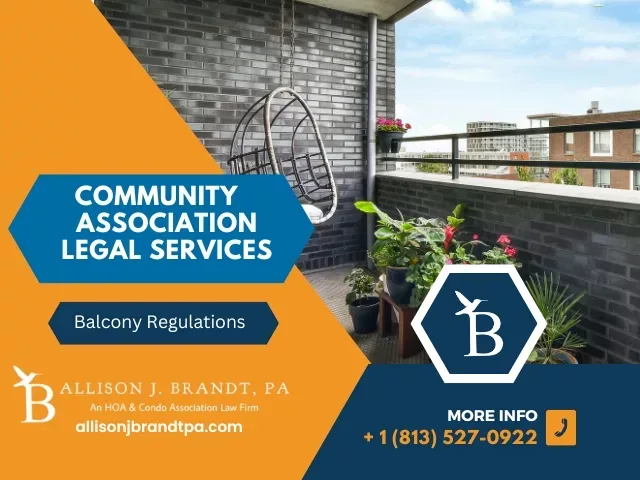 COMMUNITY
ASSOCIATION
LEGAL SERVICES
Balcony Regulations
B
ALLISON J. BRANDT, PA
An HOA & Condo Association Law Firm
allisonjbrandtpa.com
B
MORE INFO
+ 1 (813) 527-0922